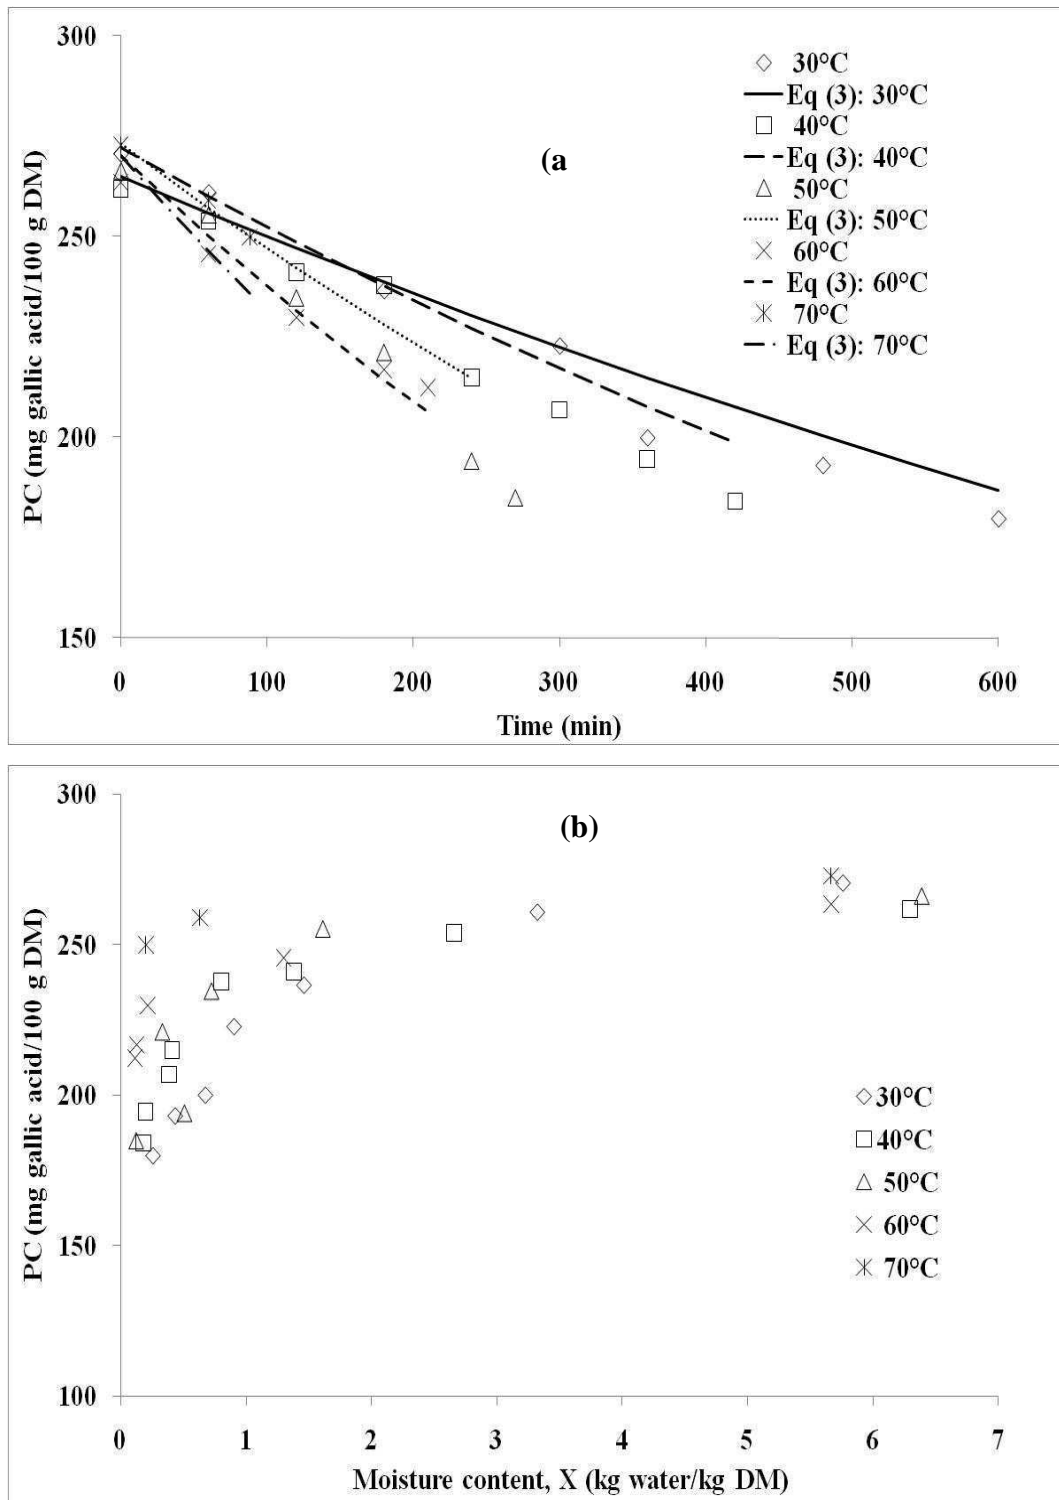 300
250
200
150
PC (mg gallic acid/100 g DM)
(a
30°C
Eq (3): 30°C
40°C
Eq (3): 40°C
50°C
Eq (3): 50°C
60°C
Eq (3): 60°C
70°C
Eq (3): 70°C
0 100 200 300 400 500 600
Time (min)
300
250
200
150
100
PC (mg gallic acid/100 g DM)
(b)
30°C
40°C
50°C
60°C
70°C
0 1 2 3 4 5 6 7
Moisture content, X (kg water/kg DM)